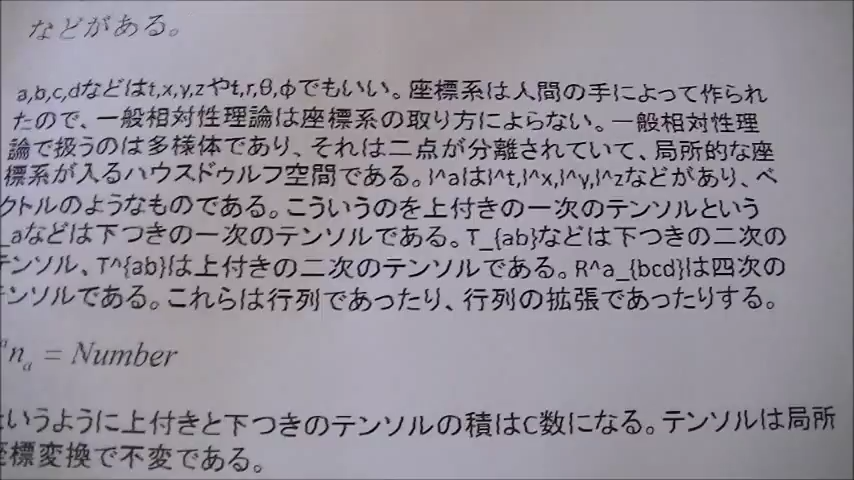 などがある。
a,b,c,dなどはt,x,y,zやt,r,θ,φでもいい。座標系は人間の手によって作られ
たので、一般相対性理論は座標系の取り方によらない。一般相対性理
論で扱うのは多様体であり、それは二点が分離されていて、局所的な座
標系が入るハウスドゥルフ空間である。l^aはl^t,l^x,l^y,l^zなどがあり、ベ
クトルのようなものである。こういうのを上付きの一次のテンソルという
_aなどは下つきの一次のテンソルである。T_{ab}などは下つきの二次の
テンソル、T^{ab}は上付きの二次のテンソルである。R^a_{bcd}は四次の
テンソルである。これらは行列であったり、行列の拡張であったりする。
^a n_a = Number
というように上付きと下つきのテンソルの積はC数になる。テンソルは局所
座標変換で不変である。